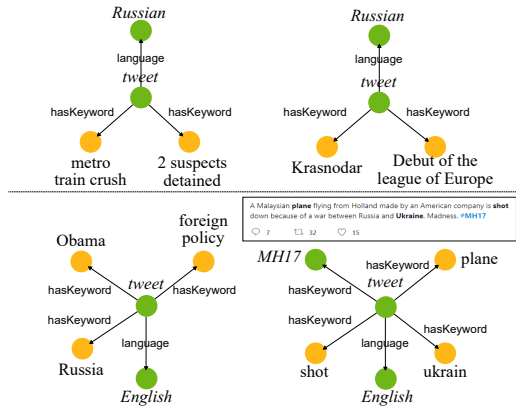 Russian
language
tweet
hasKeyword
hasKeyword
metro
train crush
2 suspects
detained
Russian
language
tweet
hasKeyword
hasKeyword
Krasnodar
Debut of the
league of Europe
A Malaysian plane flying from Holland made by an American company is shot
down because of a war between Russia and Ukraine. Madness. #MH17
7 32 15
Obama
foreign
policy
tweet
hasKeyword
hasKeyword
hasKeyword
Russia
language
English
MH17
plane
hasKeyword
tweet
hasKeyword
hasKeyword
hasKeyword
language
shot
ukrain
English